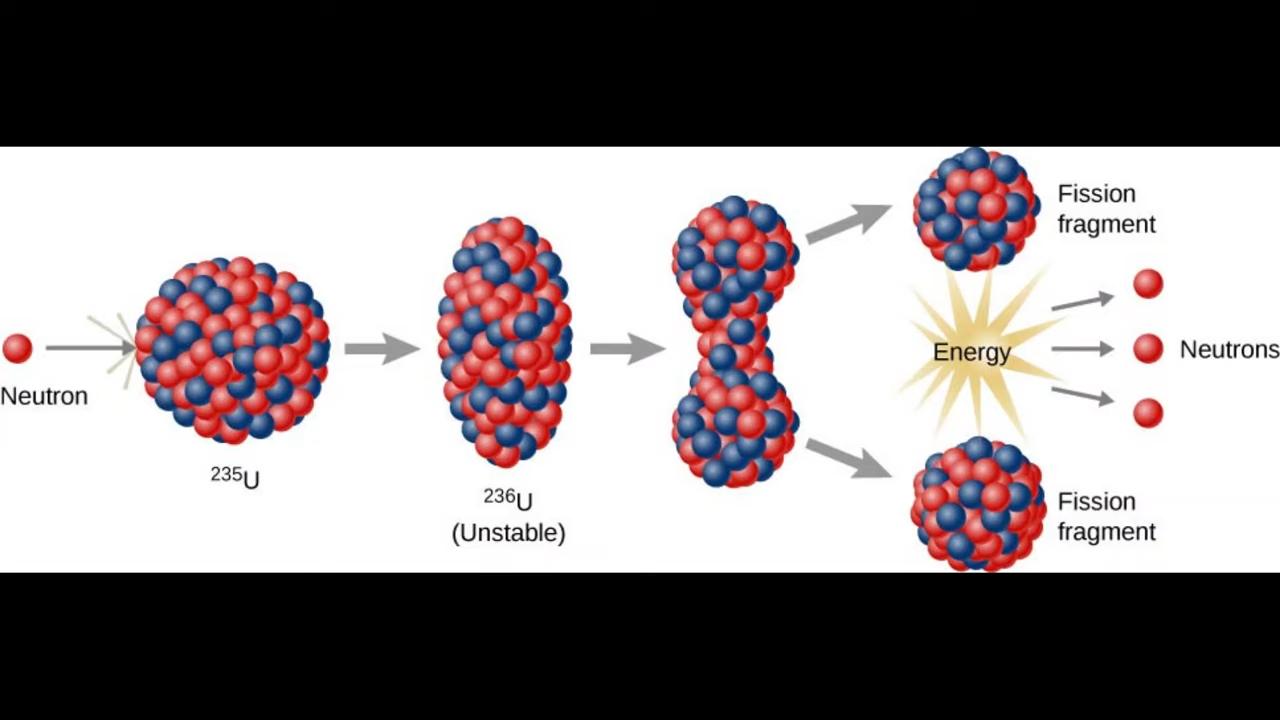 Neutron
²³⁵U
²³⁶U
(Unstable)
Fission
fragment
Energy
Neutrons
Fission
fragment